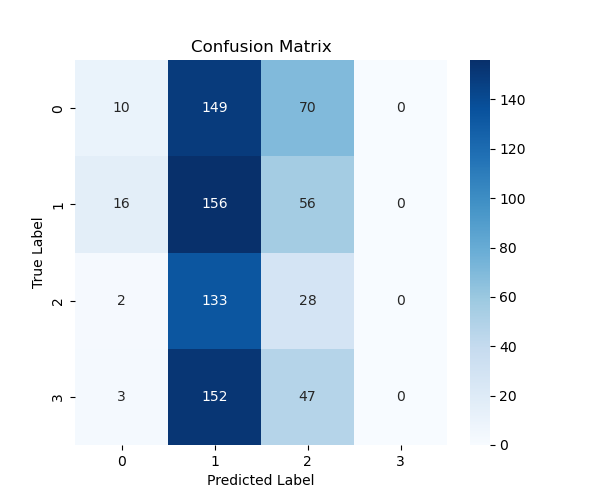 Confusion Matrix
0 10 149 70 0
1 16 156 56 0
2 2 133 28 0
3 3 152 47 0
0 1 2 3
Predicted Label
True Label
140
120
100
80
60
40
20
0